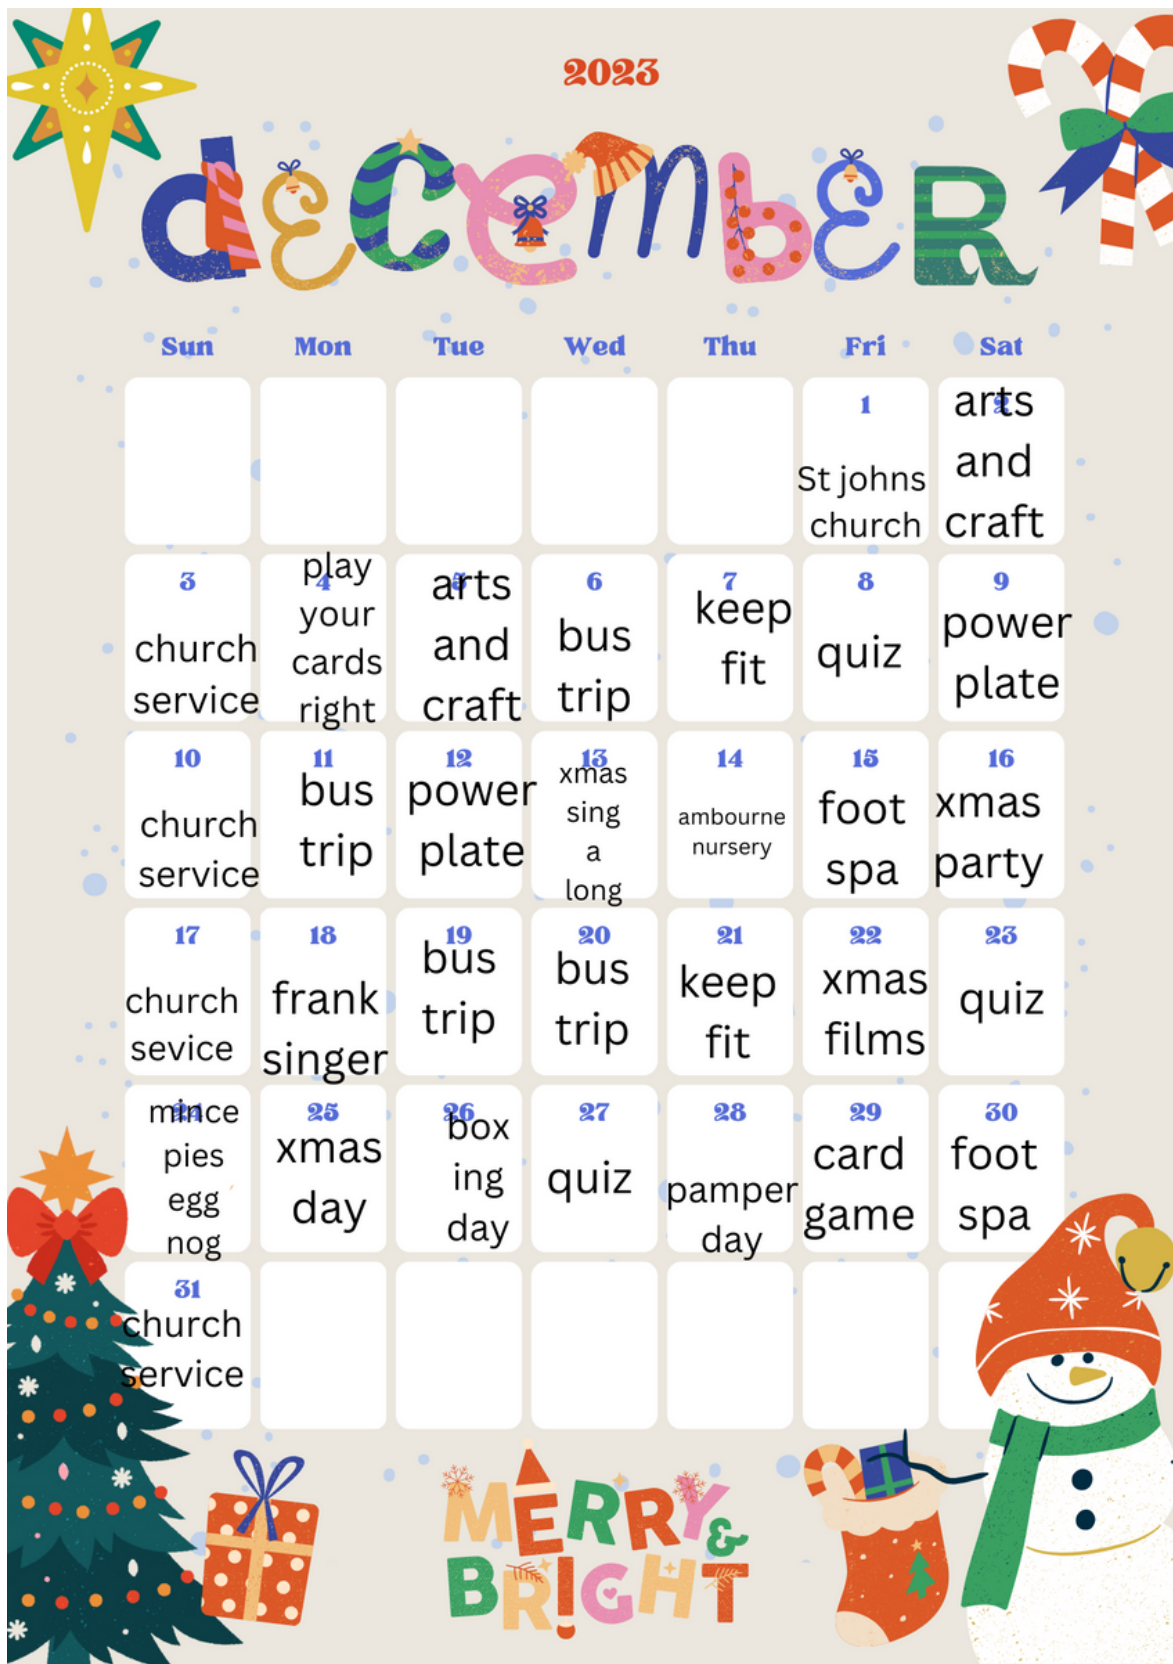 2023
december
Sun Mon Tue Wed Thu Fri Sat
1
St johns
church
2
arts
and
craft
3
church
service
4
play
your
cards
right
5
arts
and
craft
6
bus
trip
7
keep
fit
8
quiz
9
power
plate
10
church
service
11
bus
trip
12
power
plate
13
xmas
sing
a
long
14
ambourne
nursery
15
foot
spa
16
xmas
party
17
church
sevice
18
frank
singer
19
bus
trip
20
bus
trip
21
keep
fit
22
xmas
films
23
quiz
24
mince
pies
egg
nog
25
xmas
day
26
box
ing
day
27
quiz
28
pamper
day
29
card
game
30
foot
spa
31
church
service
MERRY &
BRIGHT